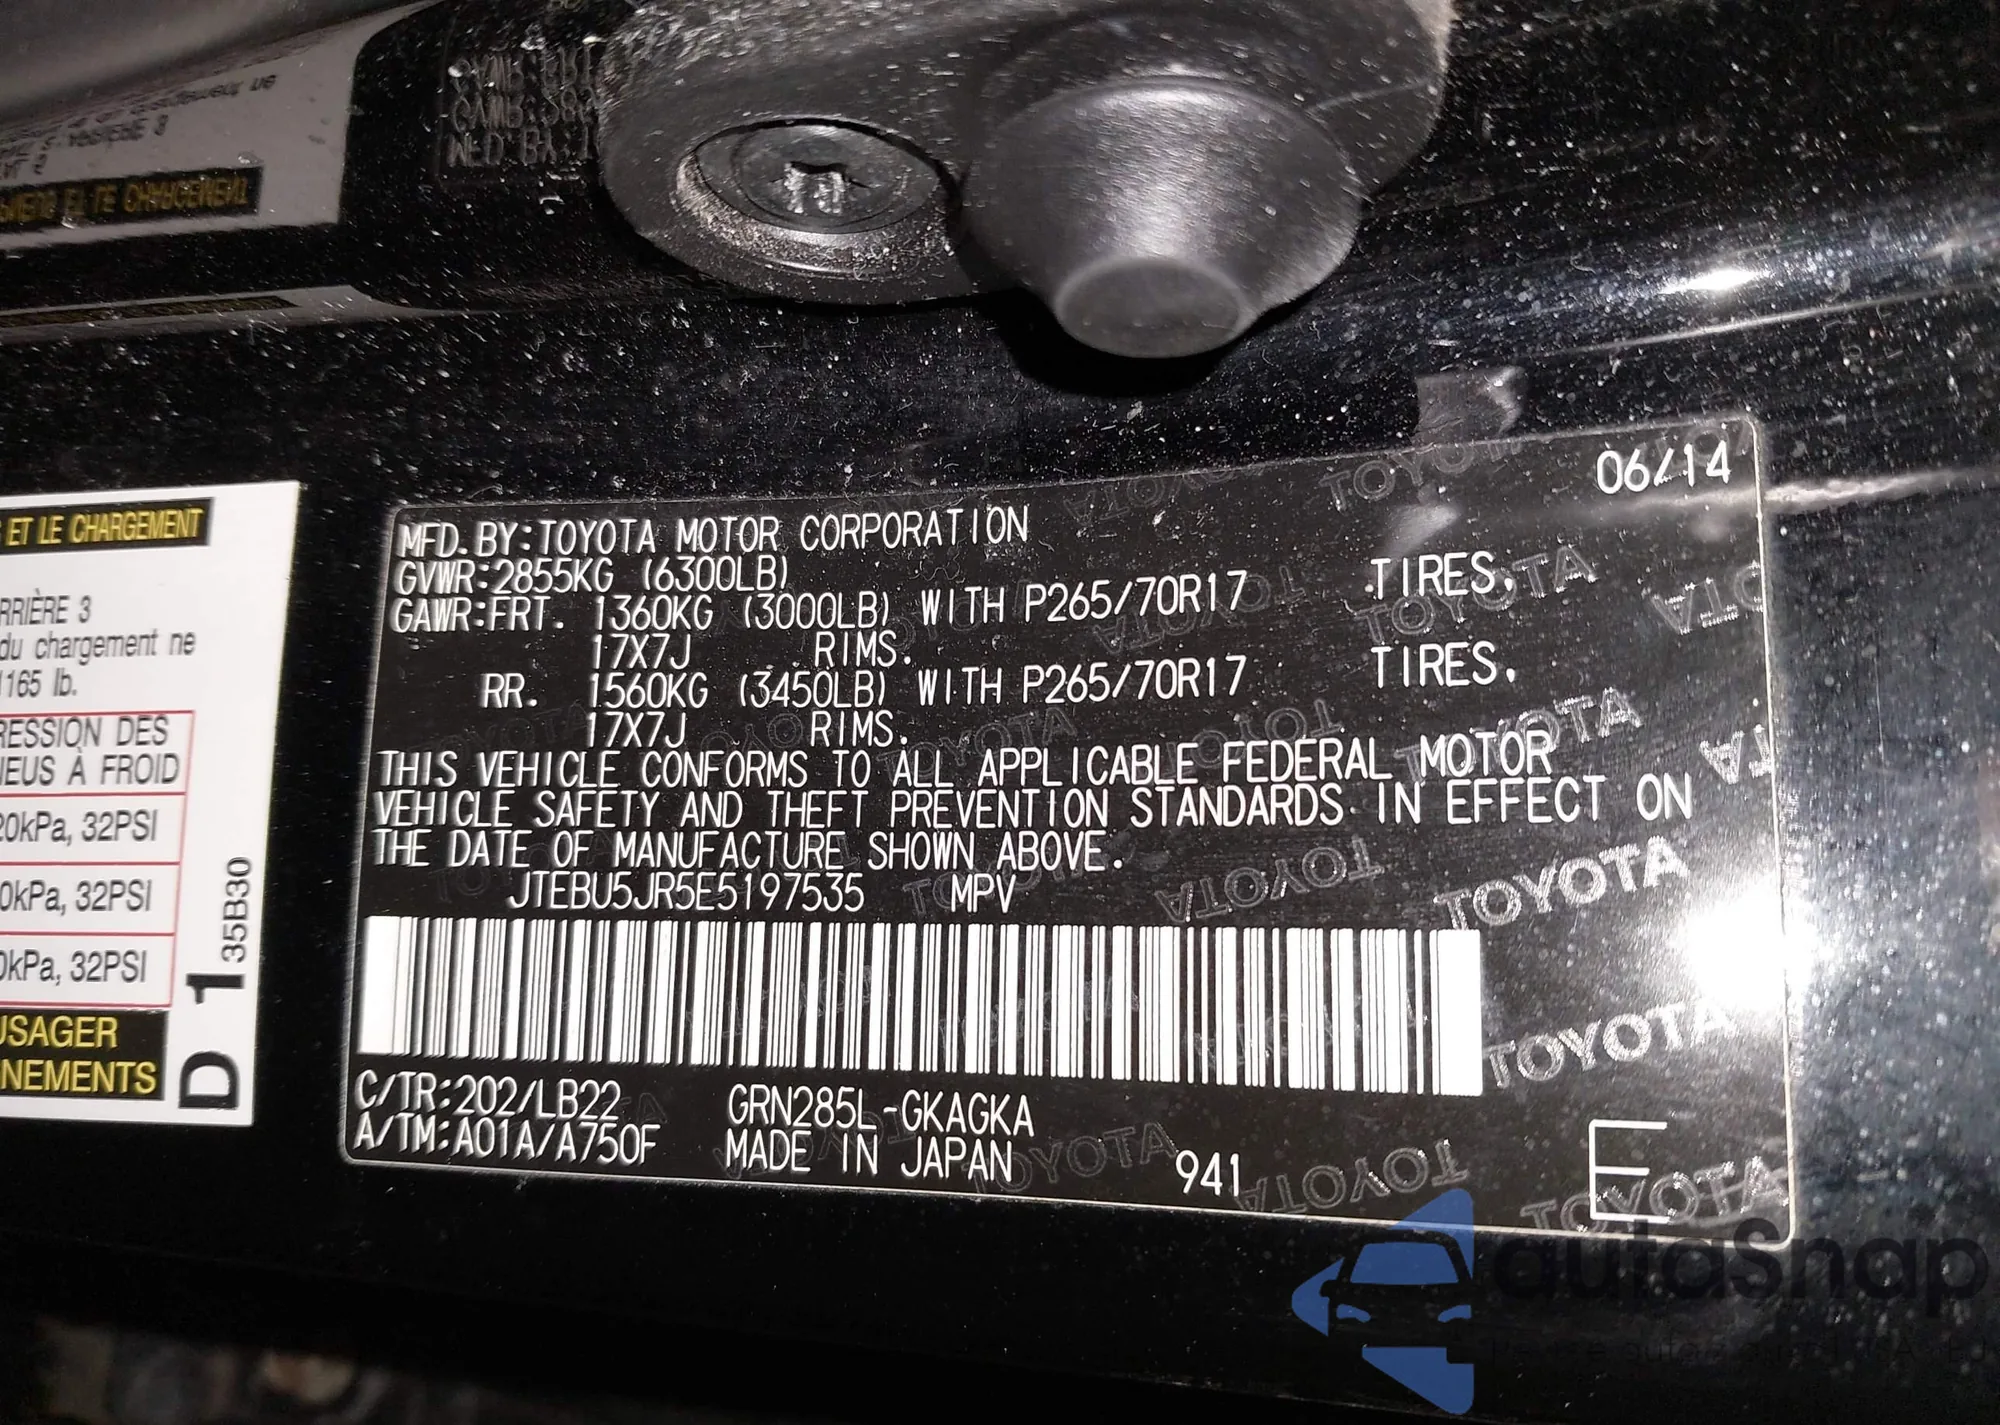 ET LE CHARGEMENT
RRIÈRE 3
du chargement ne
1165 lb.
RESSION DES
NEUS À FROID
20kPa, 32PSI
0kPa, 32PSI
0kPa, 32PSI
USAGER
NEMENTS
D 1 35B30
06/14
MFD. BY:TOYOTA MOTOR CORPORATION
GVWR:2855KG (6300LB)
GAWR:FRT. 1360KG (3000LB) WITH P265/70R17 TIRES,
17X7J RIMS.
RR. 1560KG (3450LB) WITH P265/70R17 TIRES,
17X7J RIMS.
THIS VEHICLE CONFORMS TO ALL APPLICABLE FEDERAL MOTOR
VEHICLE SAFETY AND THEFT PREVENTION STANDARDS IN EFFECT ON
THE DATE OF MANUFACTURE SHOWN ABOVE.
JTEBU5JR5E5197535 MPV
C/TR:202/LB22 GRN285L-GKAGKA
A/TM:A01A/A750F MADE IN JAPAN 941 E
TOYOTA
autaSnap